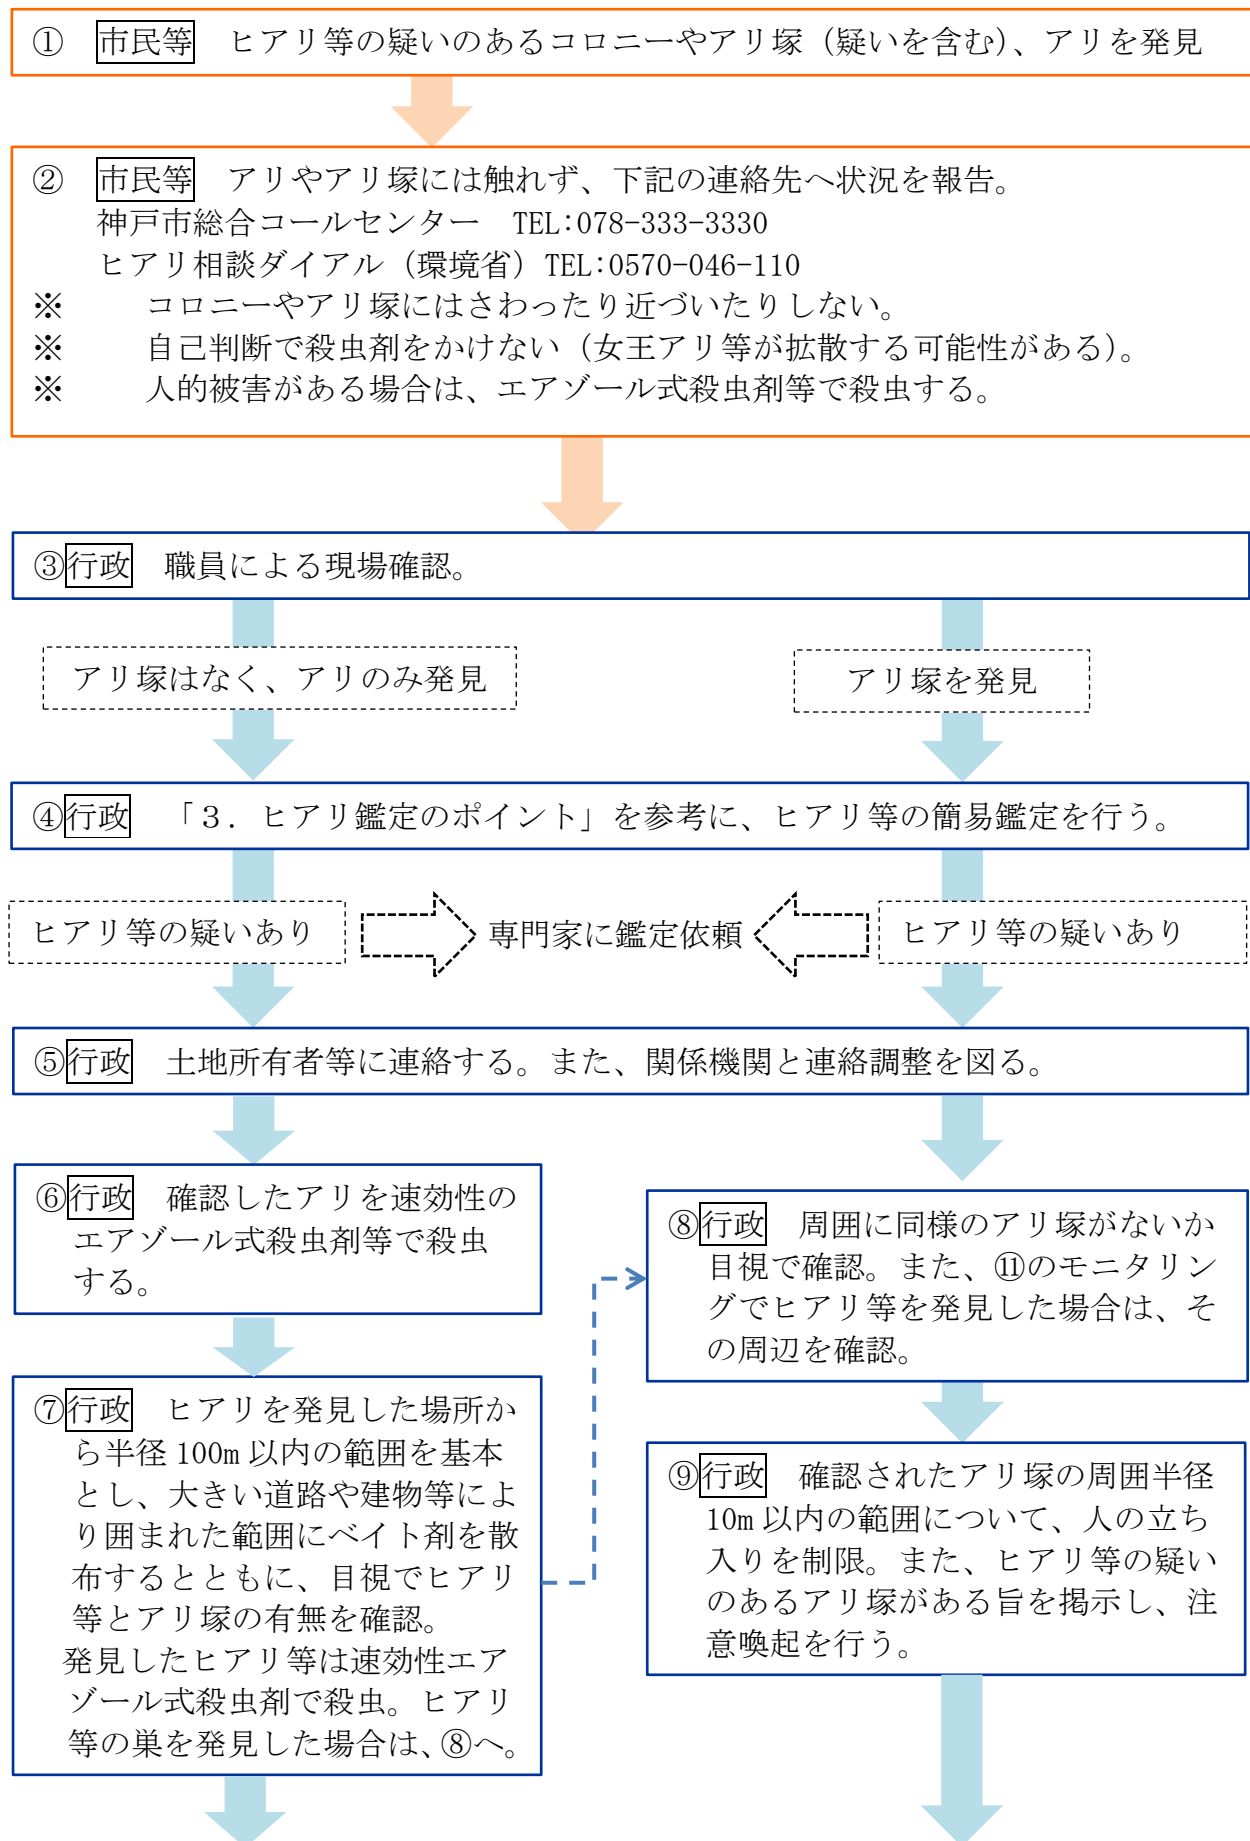 ① 市民等 ヒアリ等の疑いのあるコロニーやアリ塚（疑いを含む）、アリを発見
② 市民等 アリやアリ塚には触れず、下記の連絡先へ状況を報告。
神戸市総合コールセンター TEL:078-333-3330
ヒアリ相談ダイアル（環境省）TEL:0570-046-110
※ コロニーやアリ塚にはさわったり近づいたりしない。
※ 自己判断で殺虫剤をかけない（女王アリ等が拡散する可能性がある）。
※ 人的被害がある場合は、エアゾール式殺虫剤等で殺虫する。
③行政 職員による現場確認。
アリ塚はなく、アリのみ発見
アリ塚を発見
④行政 「３．ヒアリ鑑定のポイント」を参考に、ヒアリ等の簡易鑑定を行う。
ヒアリ等の疑いあり
専門家に鑑定依頼
ヒアリ等の疑いあり
⑤行政 土地所有者等に連絡する。また、関係機関と連絡調整を図る。
⑥行政 確認したアリを速効性の
エアゾール式殺虫剤等で殺虫
する。
⑦行政 ヒアリを発見した場所か
ら半径 100m 以内の範囲を基本
とし、大きい道路や建物等によ
り囲まれた範囲にベイト剤を散
布するとともに、目視でヒアリ
等とアリ塚の有無を確認。
発見したヒアリ等は速効性エア
ゾール式殺虫剤で殺虫。ヒアリ
等の巣を発見した場合は、⑧へ。
⑧行政 周囲に同様のアリ塚がないか
目視で確認。また、⑪のモニタリン
グでヒアリ等を発見した場合は、そ
の周辺を確認。
⑨行政 確認されたアリ塚の周囲半径
10m 以内の範囲について、人の立ち
入りを制限。また、ヒアリ等の疑い
のあるアリ塚がある旨を掲示し、注
意喚起を行う。